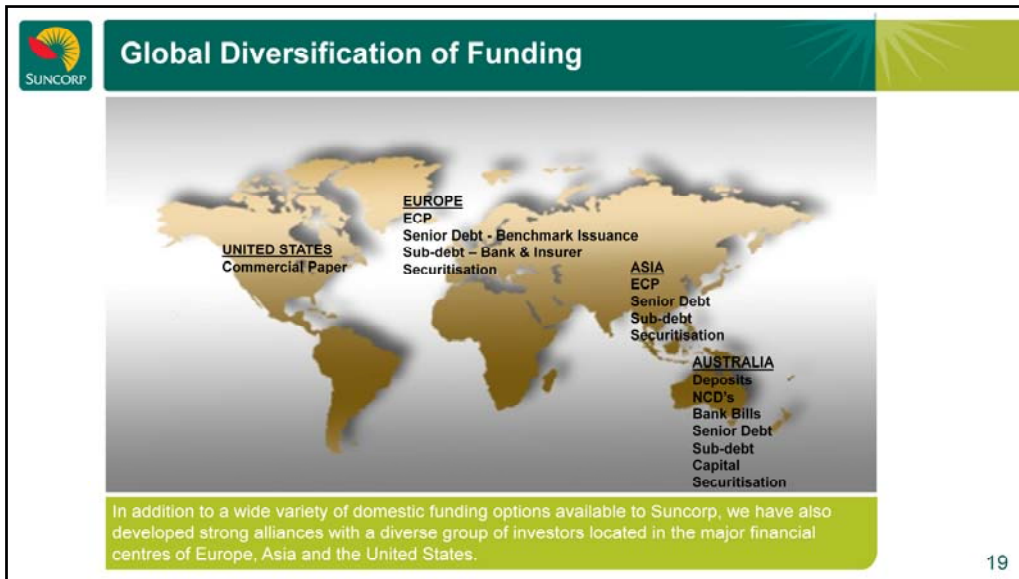 SUNCORP
Global Diversification of Funding
UNITED STATES
Commercial Paper
EUROPE
ECP
Senior Debt - Benchmark Issuance
Sub-debt – Bank & Insurer
Securitisation
ASIA
ECP
Senior Debt
Sub-debt
Securitisation
AUSTRALIA
Deposits
NCD's
Bank Bills
Senior Debt
Sub-debt
Capital
Securitisation
In addition to a wide variety of domestic funding options available to Suncorp, we have also
developed strong alliances with a diverse group of investors located in the major financial
centres of Europe, Asia and the United States.
19